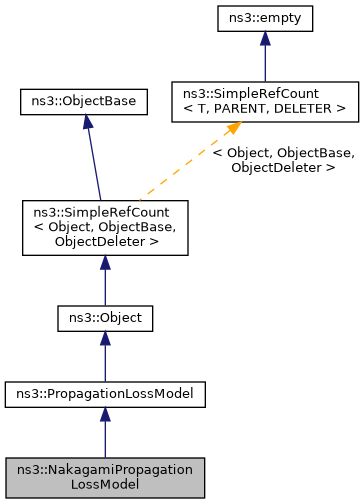 ns3::empty
ns3::ObjectBase
ns3::SimpleRefCount
< T, PARENT, DELETER >
< Object, ObjectBase,
ObjectDeleter >
ns3::SimpleRefCount
< Object, ObjectBase,
ObjectDeleter >
ns3::Object
ns3::PropagationLossModel
ns3::NakagamiPropagation
LossModel